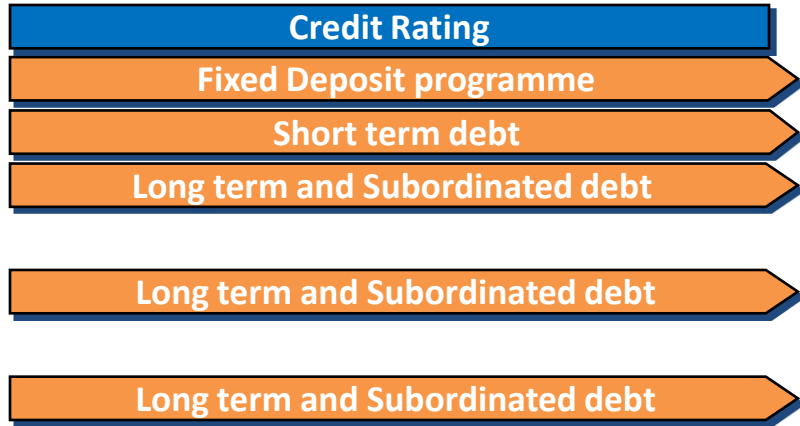 Credit Rating
Fixed Deposit programme
Short term debt
Long term and Subordinated debt
Long term and Subordinated debt
Long term and Subordinated debt